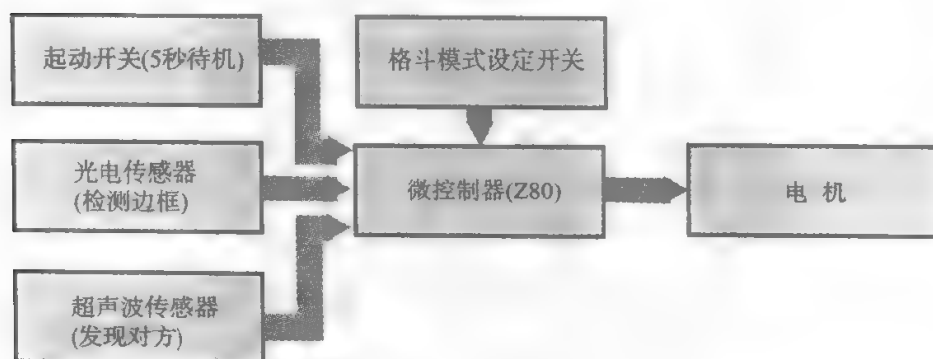 起动开关(5秒待机)
格斗模式设定开关
光电传感器
(检测边框)
微控制器(Z80)
电 机
超声波传感器
(发现对方)